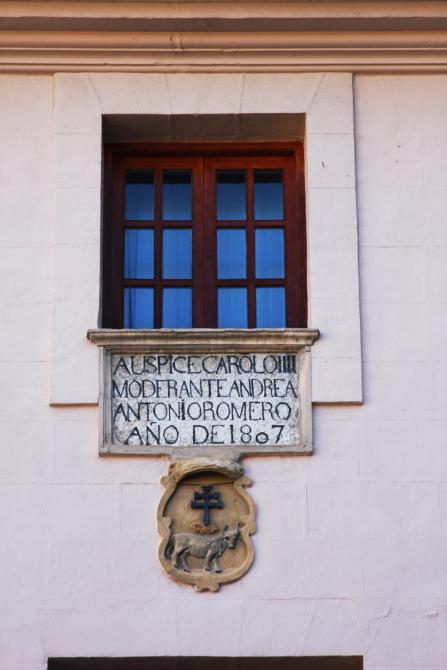 AUSPICE CAROLO IIII
MODERANTE ANDREA
ANTONIO ROMERO
AÑO DE 1807